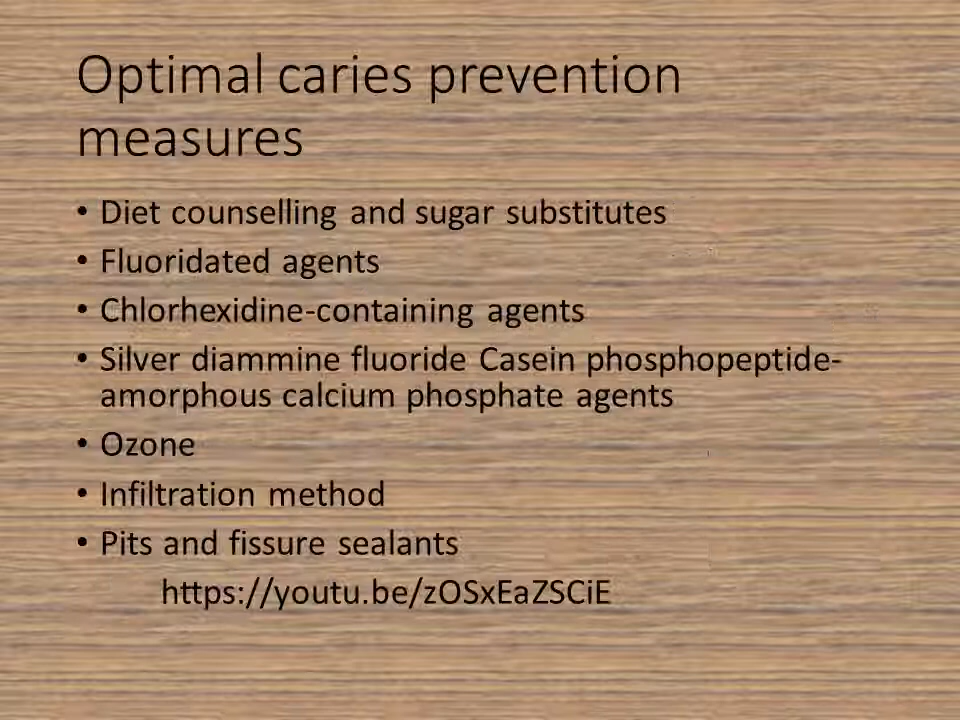 Optimal caries prevention
measures
• Diet counselling and sugar substitutes
• Fluoridated agents
• Chlorhexidine-containing agents
• Silver diammine fluoride Casein phosphopeptide-
amorphous calcium phosphate agents
• Ozone
• Infiltration method
• Pits and fissure sealants
https://youtu.be/zOSxEaZSCiE